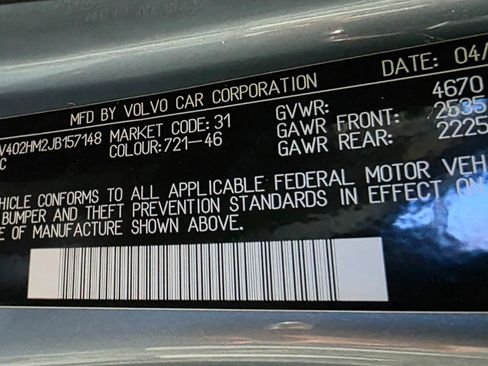 MFD BY VOLVO CAR CORPORATION DATE: 04/
V402HM2JB157148 MARKET CODE: 31 GVWR: 4670
C COLOUR:721-46 GAWR FRONT: 2535
GAWR REAR: 2225
HICLE CONFORMS TO ALL APPLICABLE FEDERAL MOTOR VEH
BUMPER AND THEFT PREVENTION STANDARDS IN EFFECT ON
E OF MANUFACTURE SHOWN ABOVE.